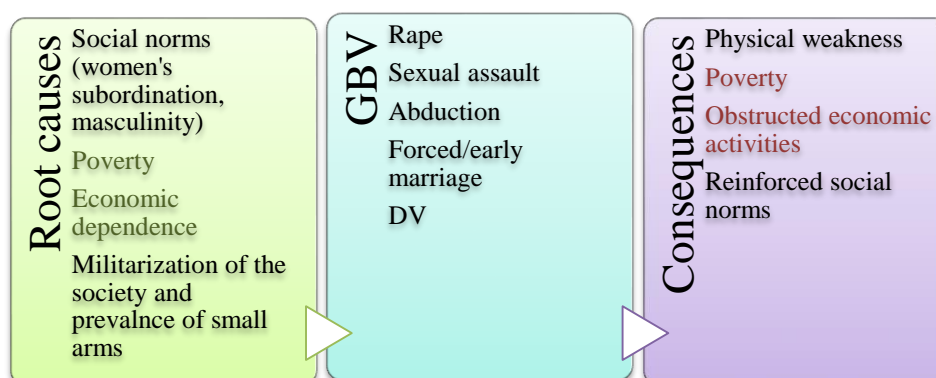 Root causes
Social norms
(women's
subordination,
masculinity)
Poverty
Economic
dependence
Militarization of the
society and
prevalnce of small
arms
GBV
Rape
Sexual assault
Abduction
Forced/early
marriage
DV
Consequences
Physical weakness
Poverty
Obstructed economic
activities
Reinforced social
norms